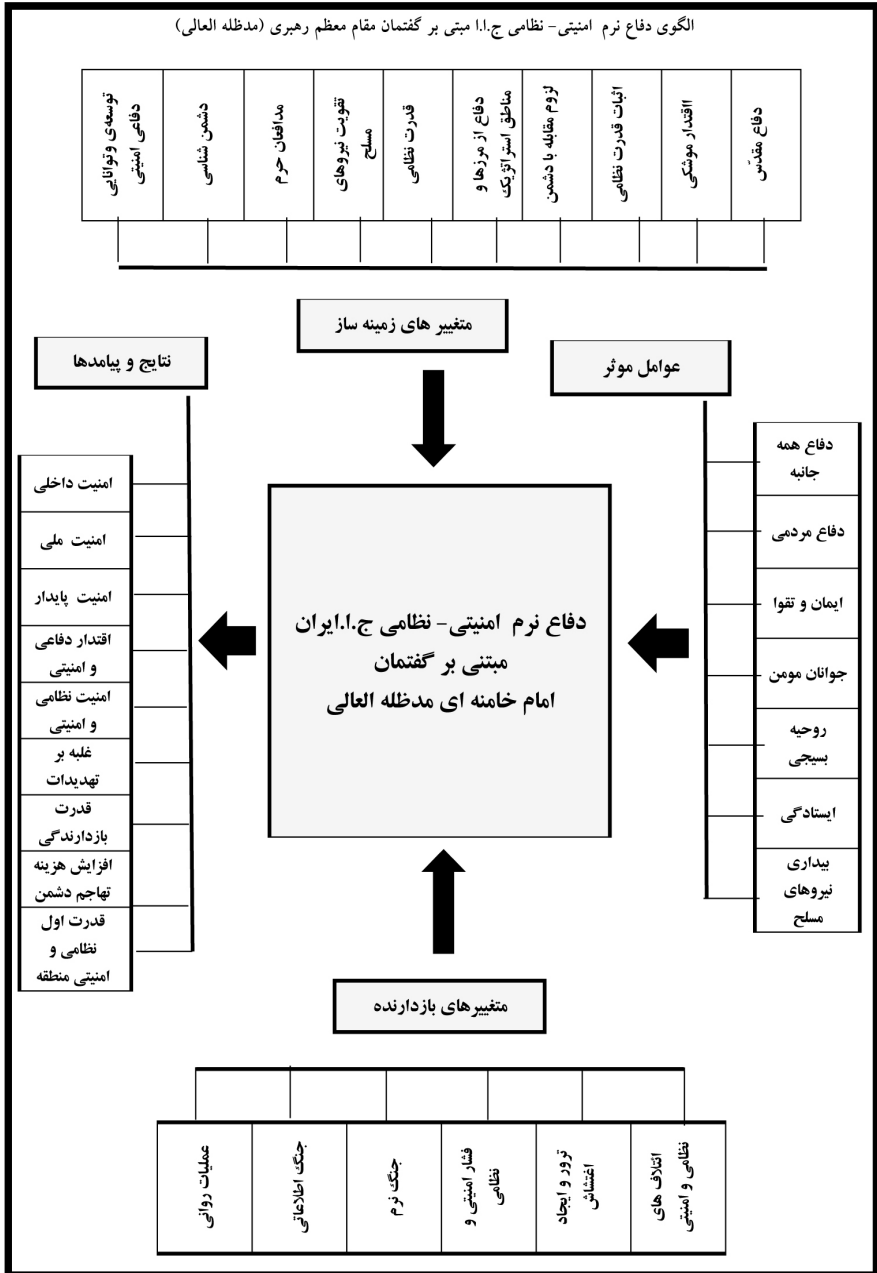 الگوی دفاع نرم امنیتی- نظامی ج.ا.ا مبتی بر گفتمان مقام معظم رهبری (مدظله العالی)
دفاع مقدّس
ااقتدار موشکی
اثبات قدرت نظامی
لزوم مقابله با دشمن
دفاع از مرزها و
مناطق استراتژیک
قدرت نظامی
تقویت نیروهای
مسلح
مدافعان حرم
دشمن شناسی
توسعه‌ی وتوانایی
دفاعی امنیتی
متغییر های زمینه ساز
عوامل موثر
دفاع همه
جانبه
دفاع مردمی
ایمان و تقوا
جوانان مومن
روحیه
بسیجی
ایستادگی
بیداری
نیروهای
مسلح
دفاع نرم امنیتی- نظامی ج.ا.ایران
مبتنی بر گفتمان
امام خامنه ای مدظله العالی
نتایج و پیامدها
امنیت داخلی
امنیت ملی
امنیت پایدار
اقتدار دفاعی
و امنیتی
امنیت نظامی
و امنیتی
غلبه بر
تهدیدات
قدرت
بازدارندگی
افزایش هزینه
تهاجم دشمن
قدرت اول
نظامی و
امنیتی منطقه
متغییرهای بازدارنده
ائتلاف های
نظامی و امنیتی
ترور و ایجاد
اغتشاش
فشار امنیتی و
نظامی
جنگ نرم
جنگ اطلاعاتی
عملیات روانی